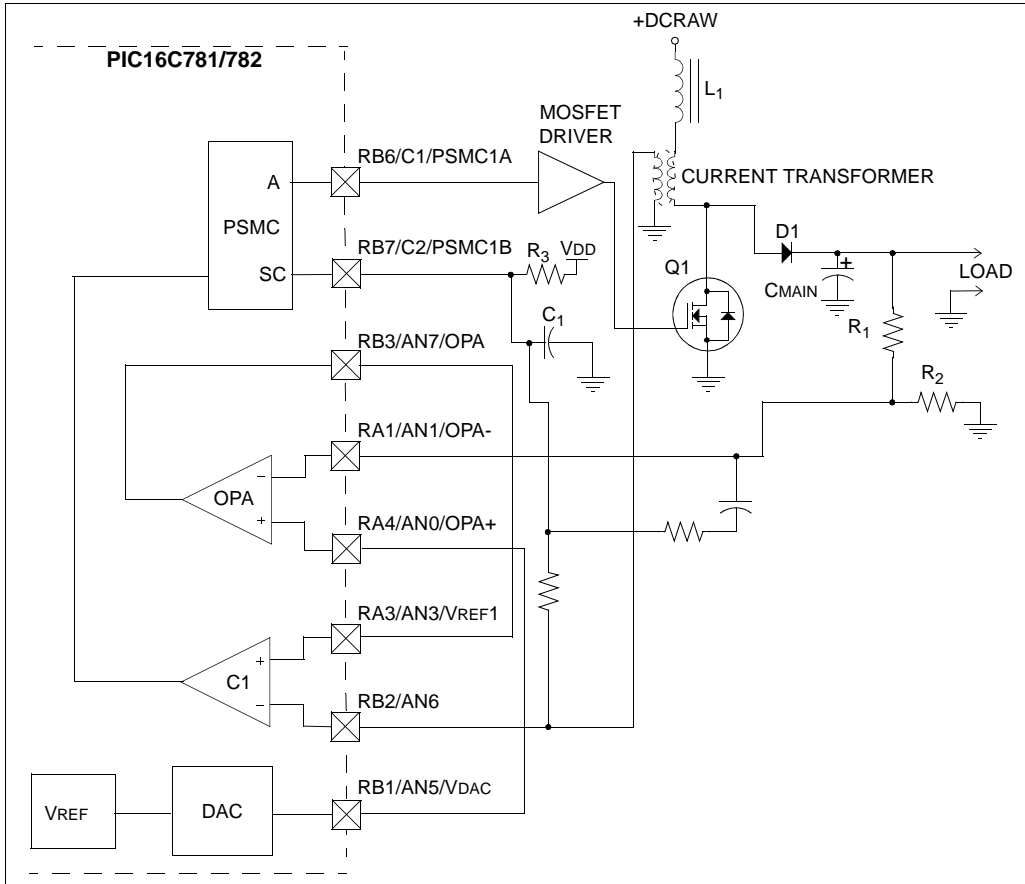 +DCRAW
PIC16C781/782
L1
MOSFET
DRIVER
RB6/C1/PSMC1A
A
CURRENT TRANSFORMER
PSMC
D1
RB7/C2/PSMC1B
R3
VDD
SC
Q1
+
LOAD
CMAIN
C1
R1
RB3/AN7/OPA
R2
RA1/AN1/OPA-
−
OPA
+
RA4/AN0/OPA+
RA3/AN3/VREF1
+
C1
−
RB2/AN6
RB1/AN5/VDAC
VREF
DAC